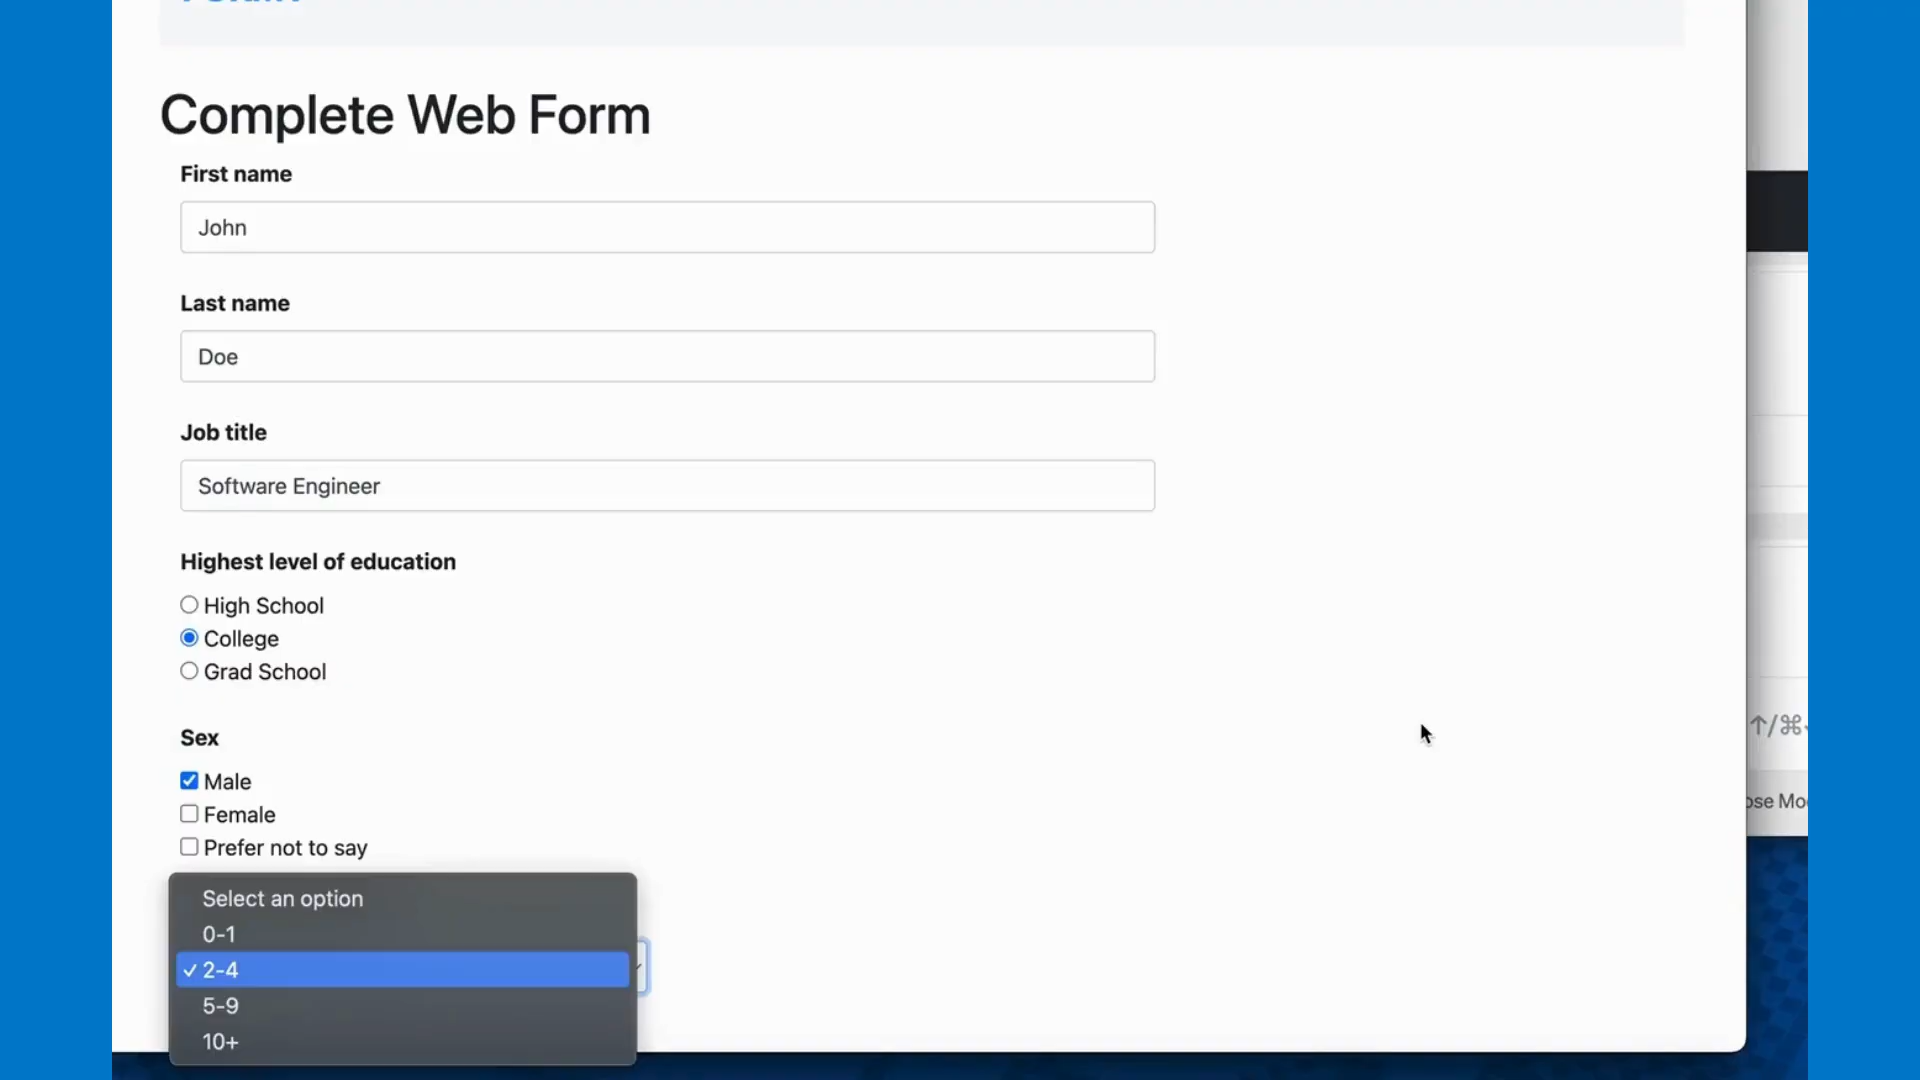 Complete Web Form
First name
John
Last name
Doe
Job title
Software Engineer
Highest level of education
High School
College
Grad School
Sex
Male
Female
Prefer not to say
Select an option
0-1
✓ 2-4
5-9
10+
↑/⌘